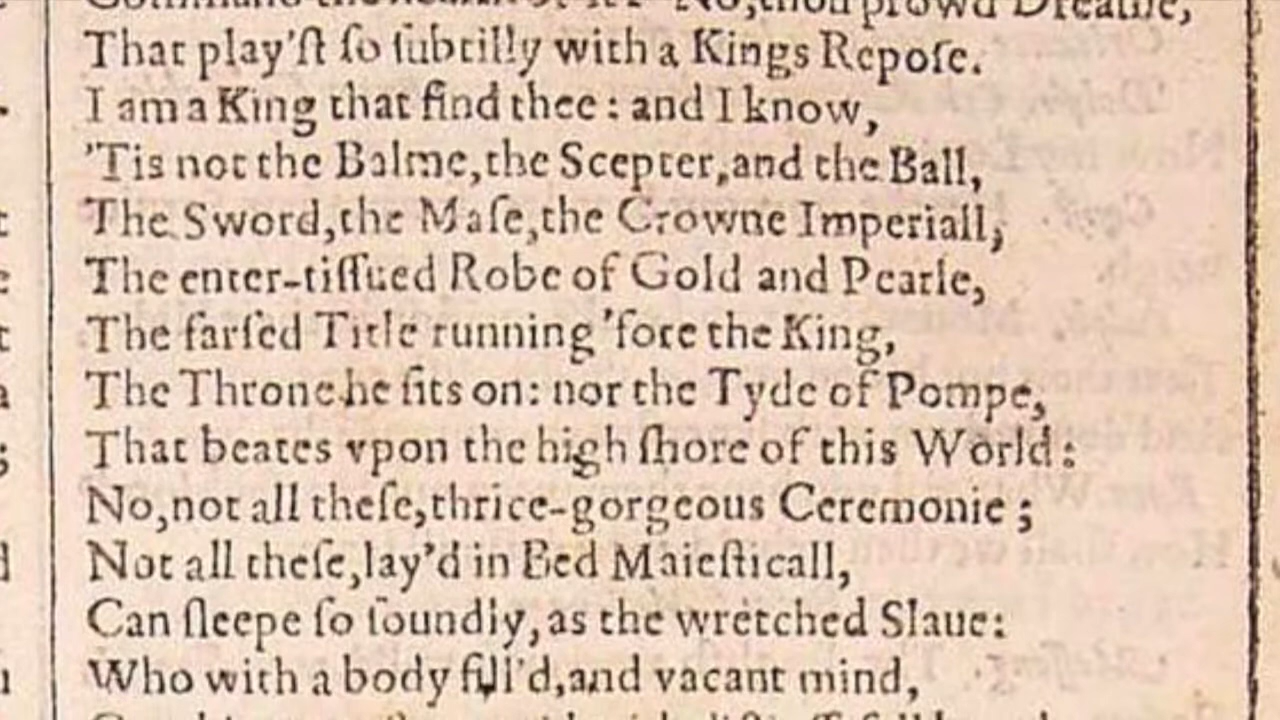 No, thou prowd Dreame,
That play'ſt ſo ſubtilly with a Kings Repoſe.
I am a King that find thee : and I know,
'Tis not the Balme, the Scepter, and the Ball,
The Sword, the Maſe, the Crowne Imperiall,
The enter-tiſſued Robe of Gold and Pearle,
The farſed Title running 'fore the King,
The Throne he ſits on: nor the Tyde of Pompe,
That beates vpon the high ſhore of this World:
No, not all theſe, thrice-gorgeous Ceremonie ;
Not all theſe, lay'd in Bed Maieſticall,
Can ſleepe ſo ſoundly, as the wretched Slaue:
Who with a body fill'd, and vacant mind,